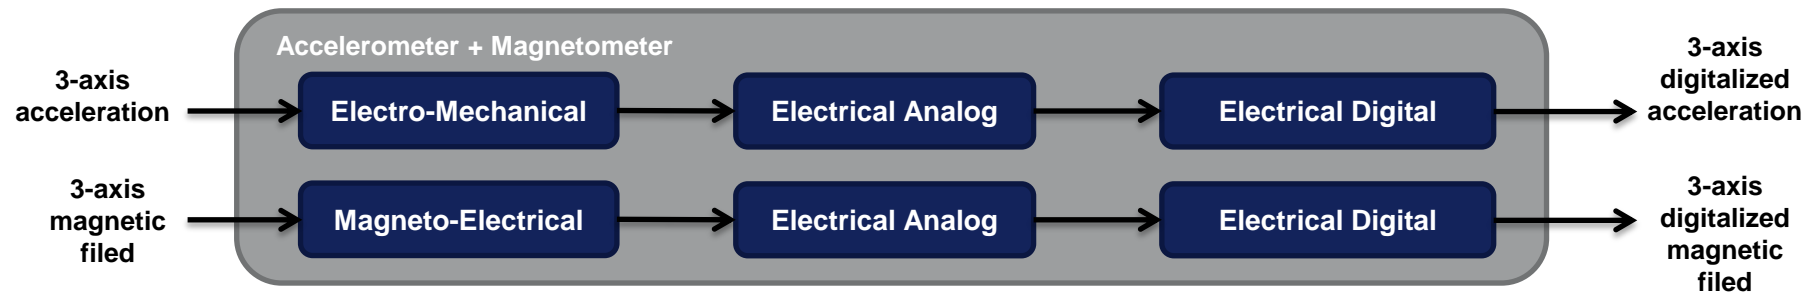 Accelerometer + Magnetometer
3-axis
acceleration
Electro-Mechanical
Electrical Analog
Electrical Digital
3-axis
digitalized
acceleration
3-axis
magnetic
filed
Magneto-Electrical
Electrical Analog
Electrical Digital
3-axis
digitalized
magnetic
filed